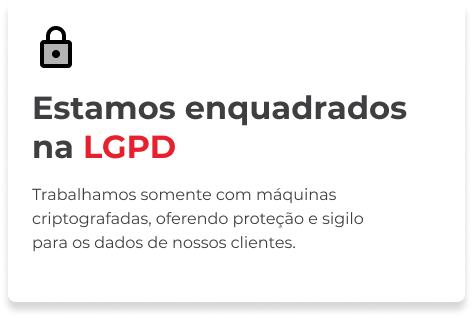 Estamos enquadrados
na LGPD
Trabalhamos somente com máquinas
criptografadas, oferendo proteção e sigilo
para os dados de nossos clientes.